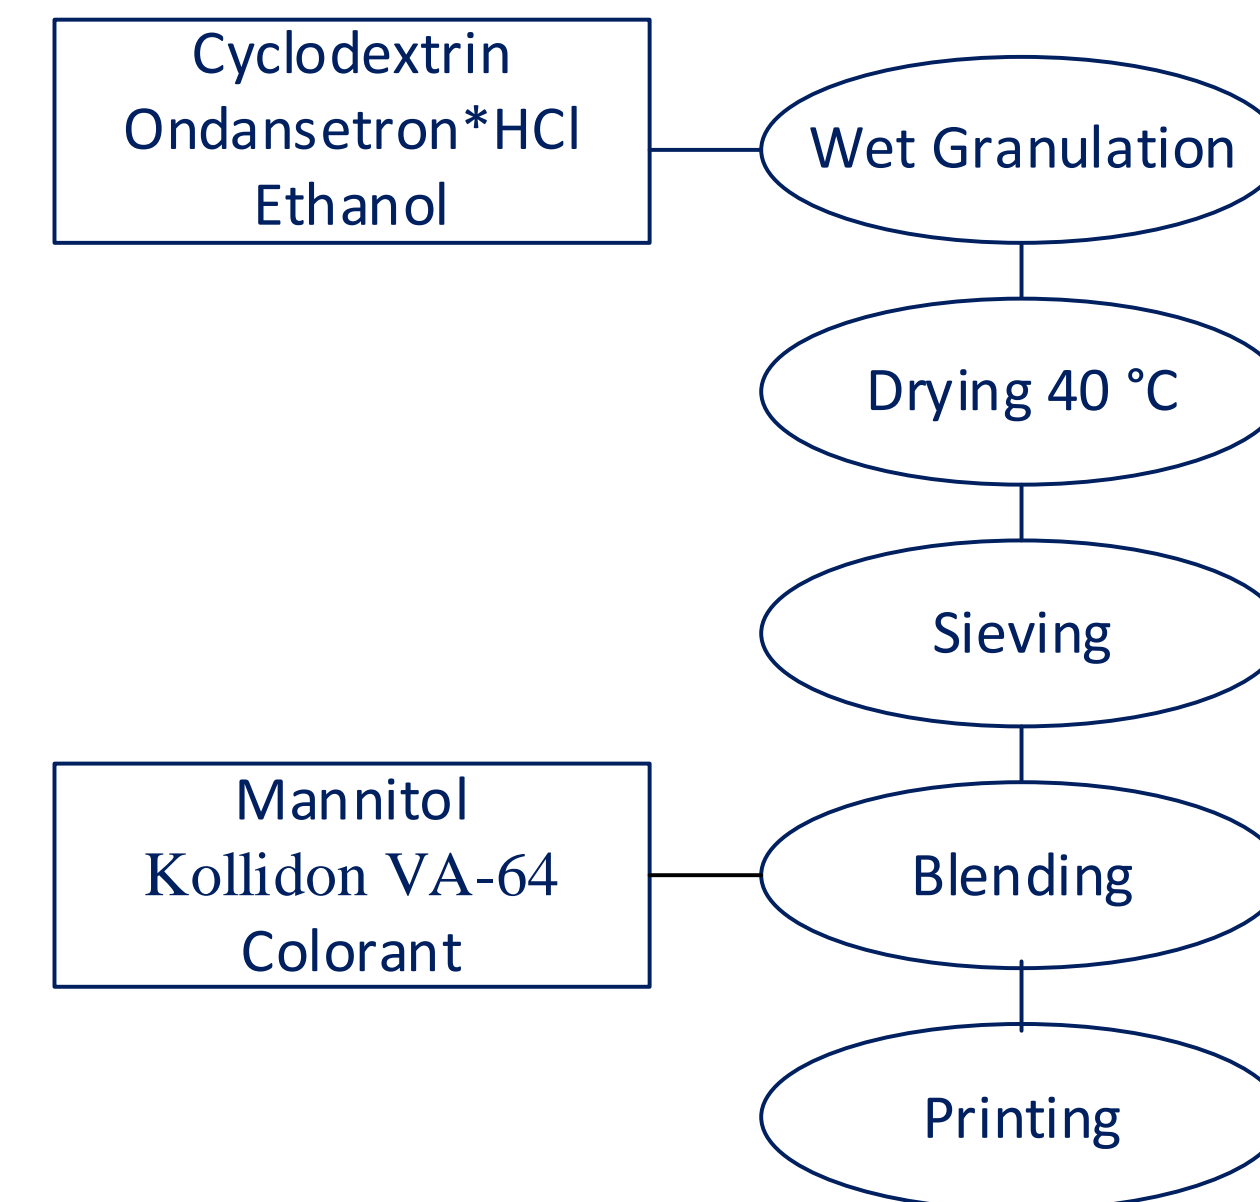 Cyclodextrin
Ondansetron*HCl
Ethanol
Wet Granulation
Drying 40 °C
Sieving
Mannitol
Kollidon VA-64
Colorant
Blending
Printing